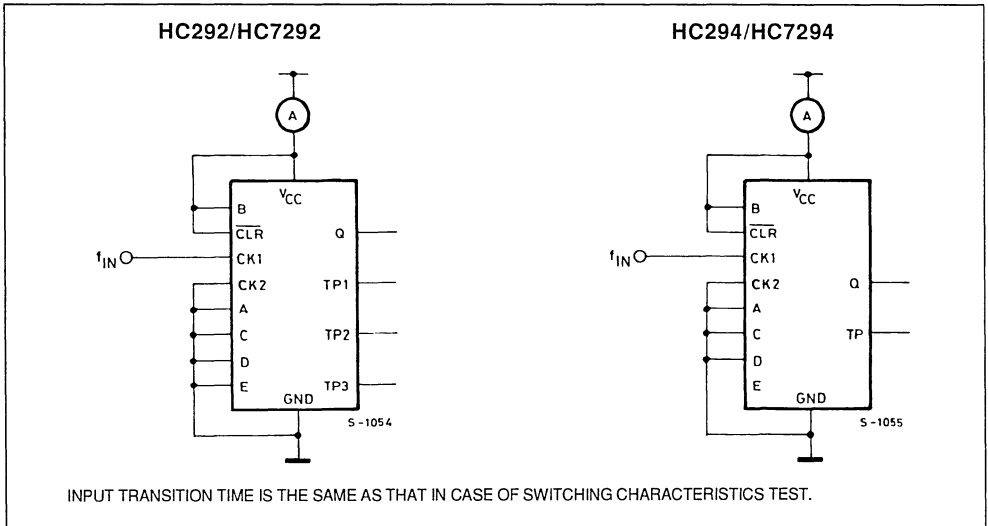 HC292/HC7292
A
VCC
B
CLR
fIN
CK1
CK2
A
C
D
E
Q
TP1
TP2
TP3
GND
S-1054
HC294/HC7294
A
VCC
B
CLR
fIN
CK1
CK2
A
C
D
E
Q
TP
GND
S-1055
INPUT TRANSITION TIME IS THE SAME AS THAT IN CASE OF SWITCHING CHARACTERISTICS TEST.